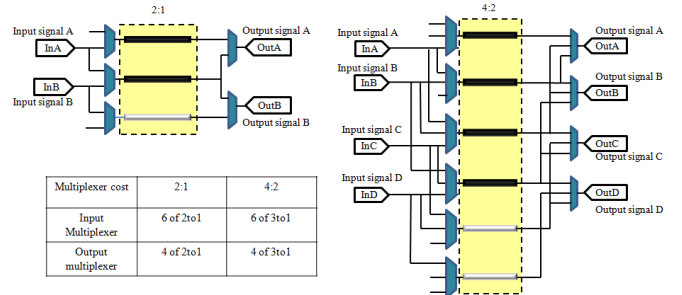 2:1
Input signal A
InA
InB
Input signal B
Output signal A
OutA
OutB
Output signal B
4:2
Input signal A
InA
Input signal B
InB
Input signal C
InC
Input signal D
InD
Output signal A
OutA
Output signal B
OutB
OutC
Output signal C
OutD
Output signal D
Multiplexer cost 2:1 4:2
Input Multiplexer 6 of 2to1 6 of 3to1
Output multiplexer 4 of 2to1 4 of 3to1